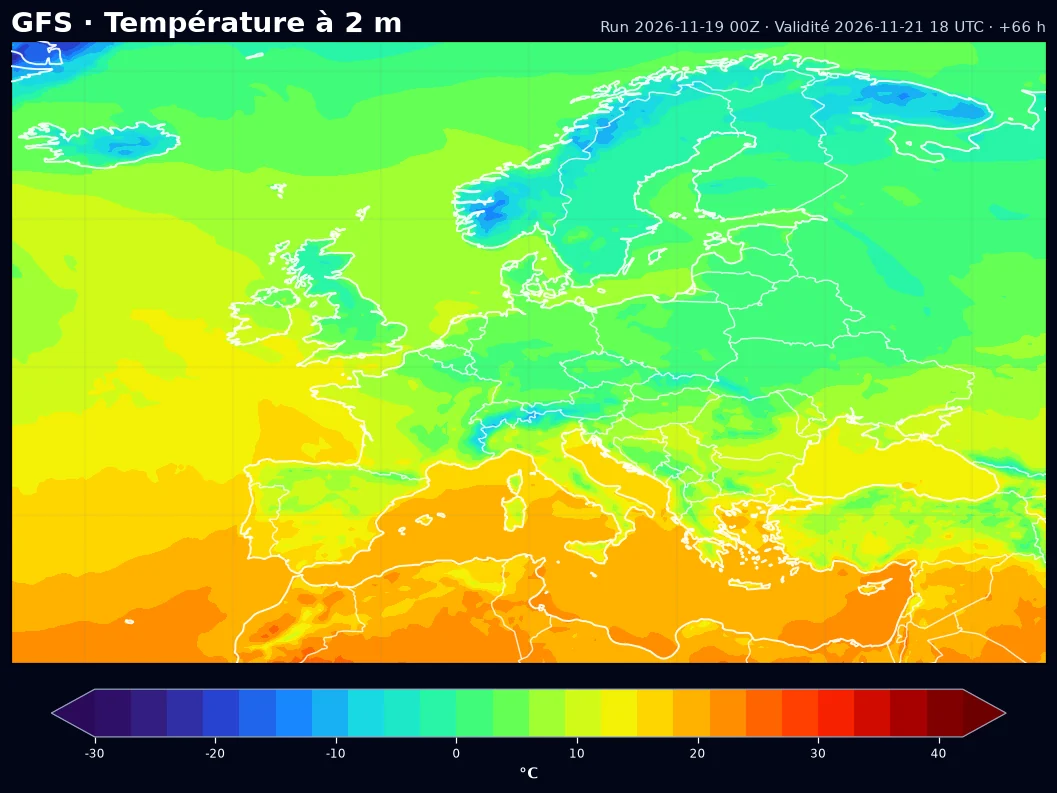 GFS · Température à 2 m
Run 2026-11-19 00Z · Validité 2026-11-21 18 UTC · +66 h
-30 -20 -10 0 10 20 30 40
°C